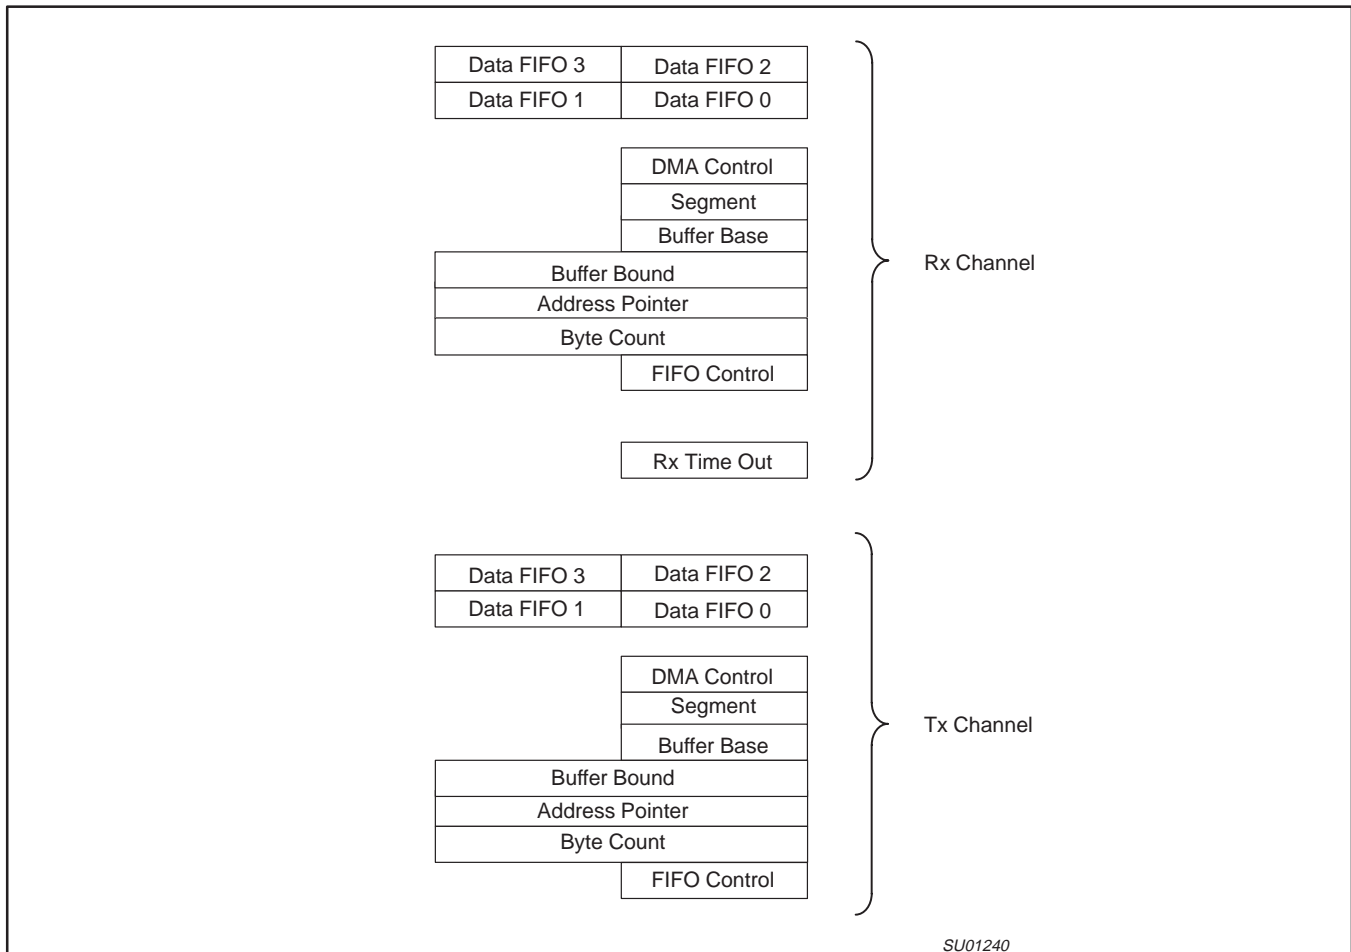 Data FIFO 3 Data FIFO 2
Data FIFO 1 Data FIFO 0
DMA Control
Segment
Buffer Base
Buffer Bound
Address Pointer
Byte Count
FIFO Control
Rx Time Out
Rx Channel
Data FIFO 3 Data FIFO 2
Data FIFO 1 Data FIFO 0
DMA Control
Segment
Buffer Base
Buffer Bound
Address Pointer
Byte Count
FIFO Control
Tx Channel
SU01240